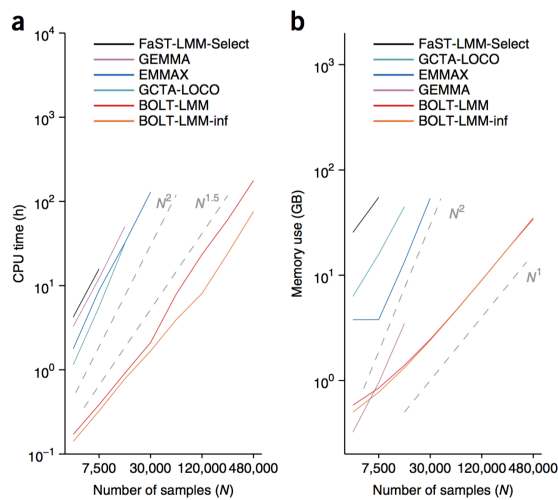 a
10^4
10^3
10^2
10^1
10^0
10^-1
CPU time (h)
FaST-LMM-Select
GEMMA
EMMAX
GCTA-LOCO
BOLT-LMM
BOLT-LMM-inf
N^2
N^1.5
7,500
30,000
120,000
480,000
Number of samples (N)
b
10^3
10^2
10^1
10^0
Memory use (GB)
FaST-LMM-Select
GCTA-LOCO
EMMAX
GEMMA
BOLT-LMM
BOLT-LMM-inf
N^2
N^1
7,500
30,000
120,000
480,000
Number of samples (N)